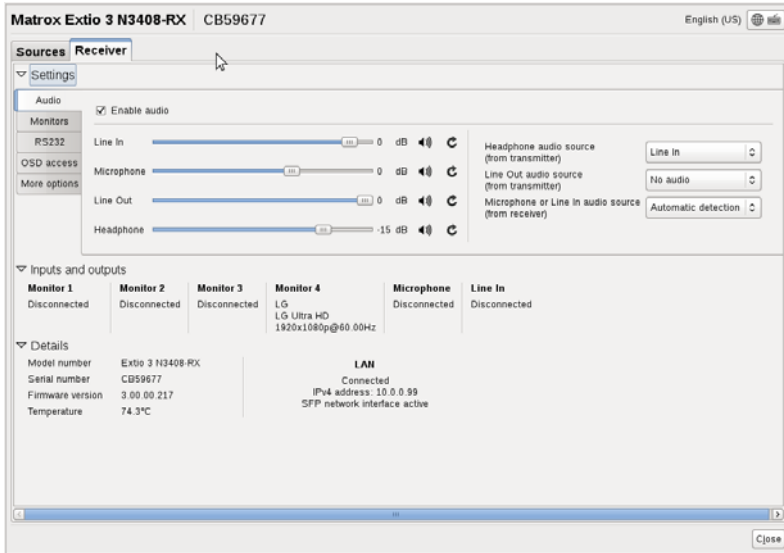 Matrox Extio 3 N3408-RX CB59677 English (US)
Sources Receiver
Settings
Audio
Monitors
RS232
OSD access
More options
Enable audio
Line In 0 dB
Microphone 0 dB
Line Out 0 dB
Headphone -15 dB
Headphone audio source
(from transmitter)
Line In
Line Out audio source
(from transmitter)
No audio
Microphone or Line In audio source
(from receiver)
Automatic detection
Inputs and outputs
Monitor 1 Monitor 2 Monitor 3 Monitor 4 Microphone Line In
Disconnected Disconnected Disconnected LG Disconnected Disconnected
LG Ultra HD
1920x1080p@60.00Hz
Details
Model number Extio 3 N3408-RX
Serial number CB59677
Firmware version 3.00.00.217
Temperature 74.3°C
LAN
Connected
IPv4 address: 10.0.0.99
SFP network interface active
Close